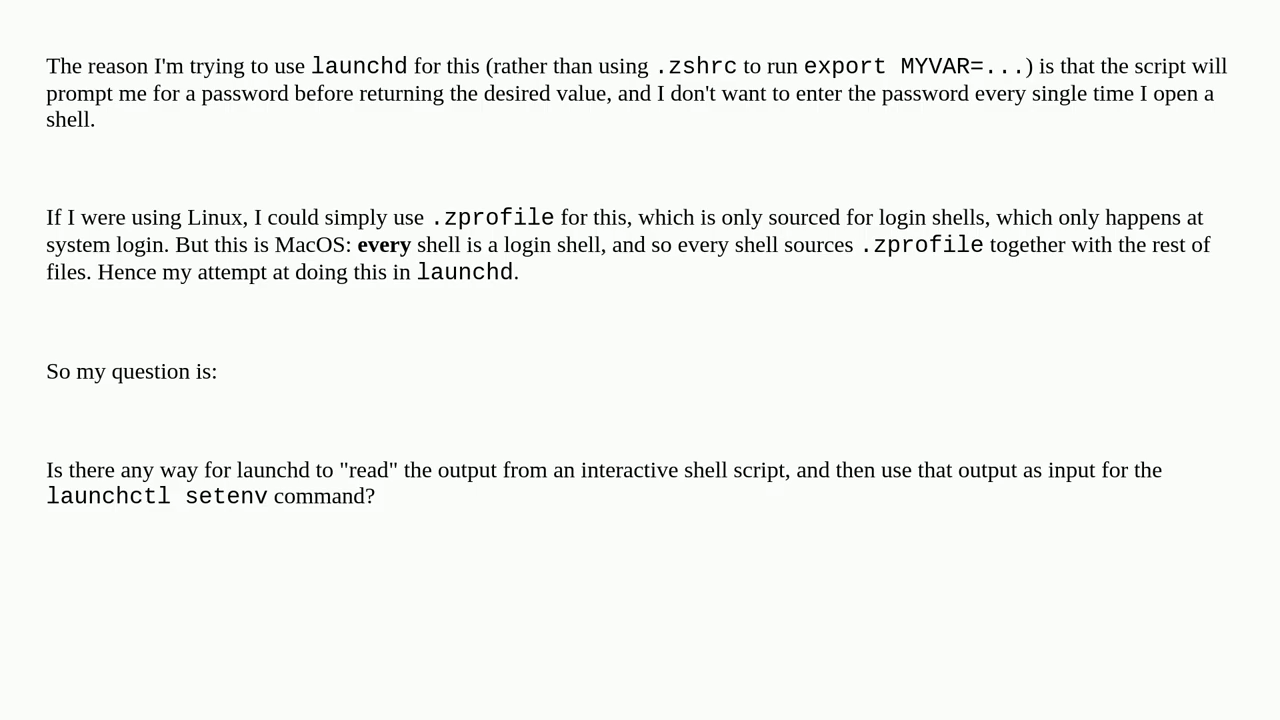 The reason I'm trying to use launchd for this (rather than using .zshrc to run export MYVAR=...) is that the script will
prompt me for a password before returning the desired value, and I don't want to enter the password every single time I open a
shell.
If I were using Linux, I could simply use .zprofile for this, which is only sourced for login shells, which only happens at
system login. But this is MacOS: every shell is a login shell, and so every shell sources .zprofile together with the rest of
files. Hence my attempt at doing this in launchd.
So my question is:
Is there any way for launchd to "read" the output from an interactive shell script, and then use that output as input for the
launchctl setenv command?